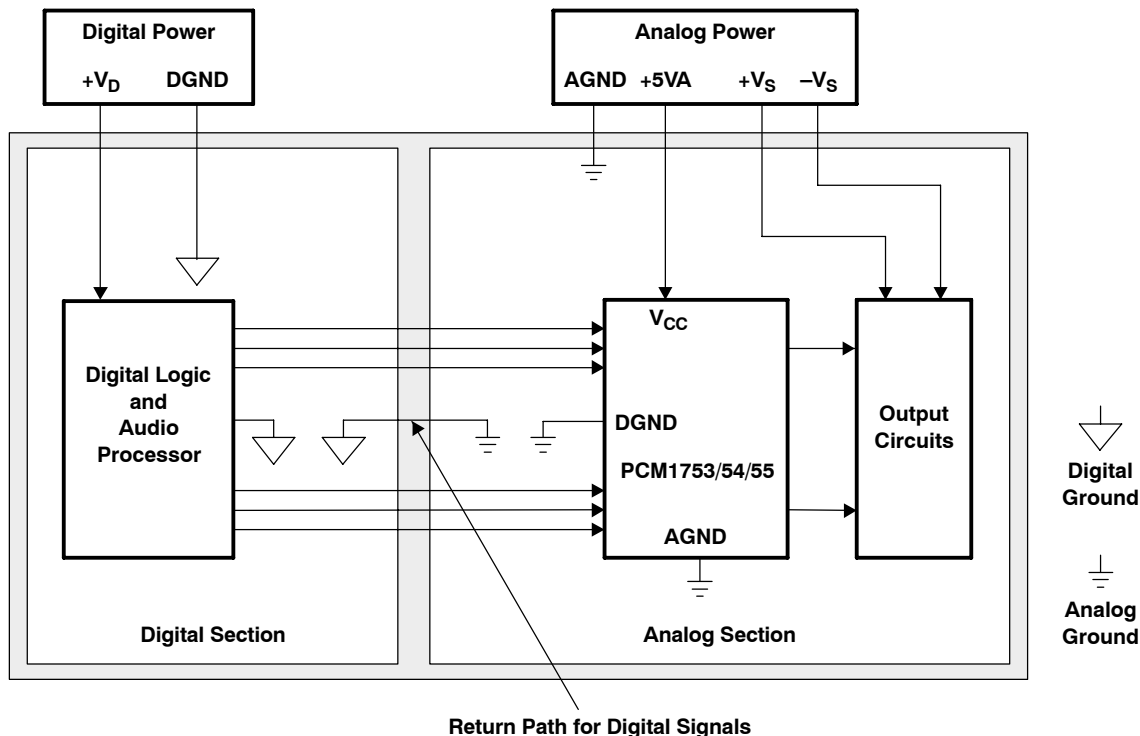 Digital Power
+VD DGND
Analog Power
AGND +5VA +VS –VS
Digital Logic
and
Audio
Processor
VCC
DGND
PCM1753/54/55
AGND
Output
Circuits
Digital
Ground
Analog
Ground
Digital Section
Analog Section
Return Path for Digital Signals